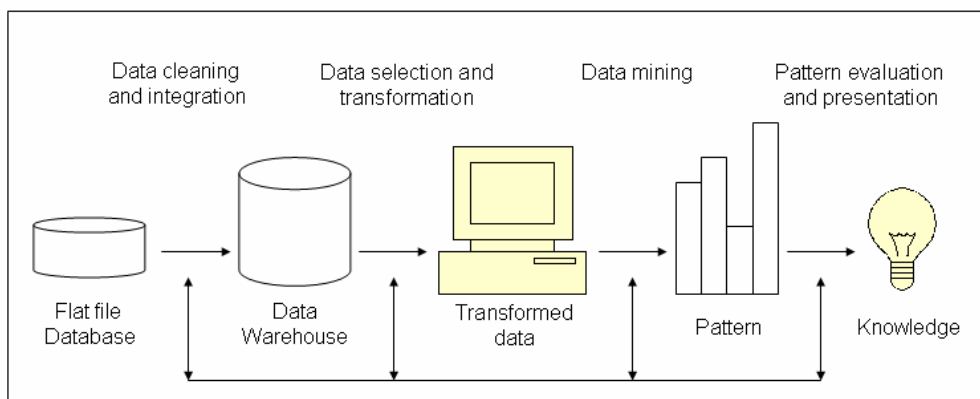 Data cleaning
and integration
Data selection and
transformation
Data mining
Pattern evaluation
and presentation
Flat file
Database
Data
Warehouse
Transformed
data
Pattern
Knowledge